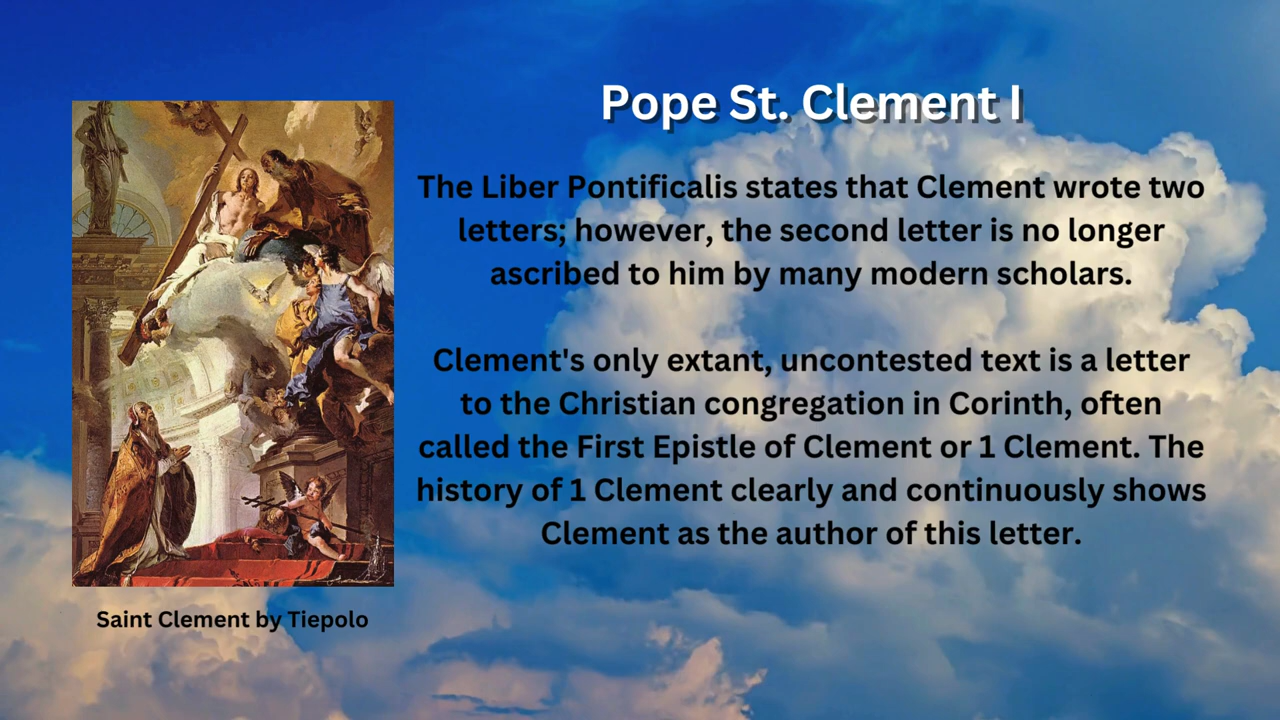 Pope St. Clement I
The Liber Pontificalis states that Clement wrote two
letters; however, the second letter is no longer
ascribed to him by many modern scholars.
Clement's only extant, uncontested text is a letter
to the Christian congregation in Corinth, often
called the First Epistle of Clement or 1 Clement. The
history of 1 Clement clearly and continuously shows
Clement as the author of this letter.
Saint Clement by Tiepolo